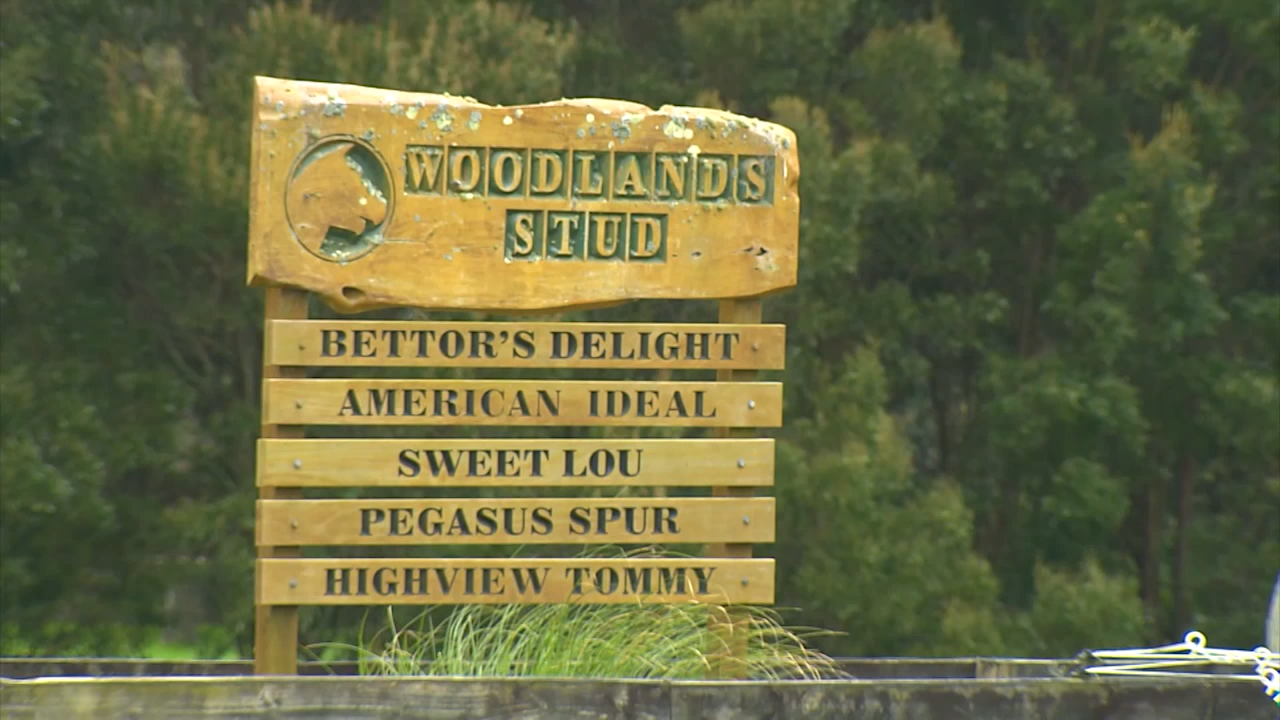 WOODLANDS
STUD
BETTOR'S DELIGHT
AMERICAN IDEAL
SWEET LOU
PEGASUS SPUR
HIGHVIEW TOMMY